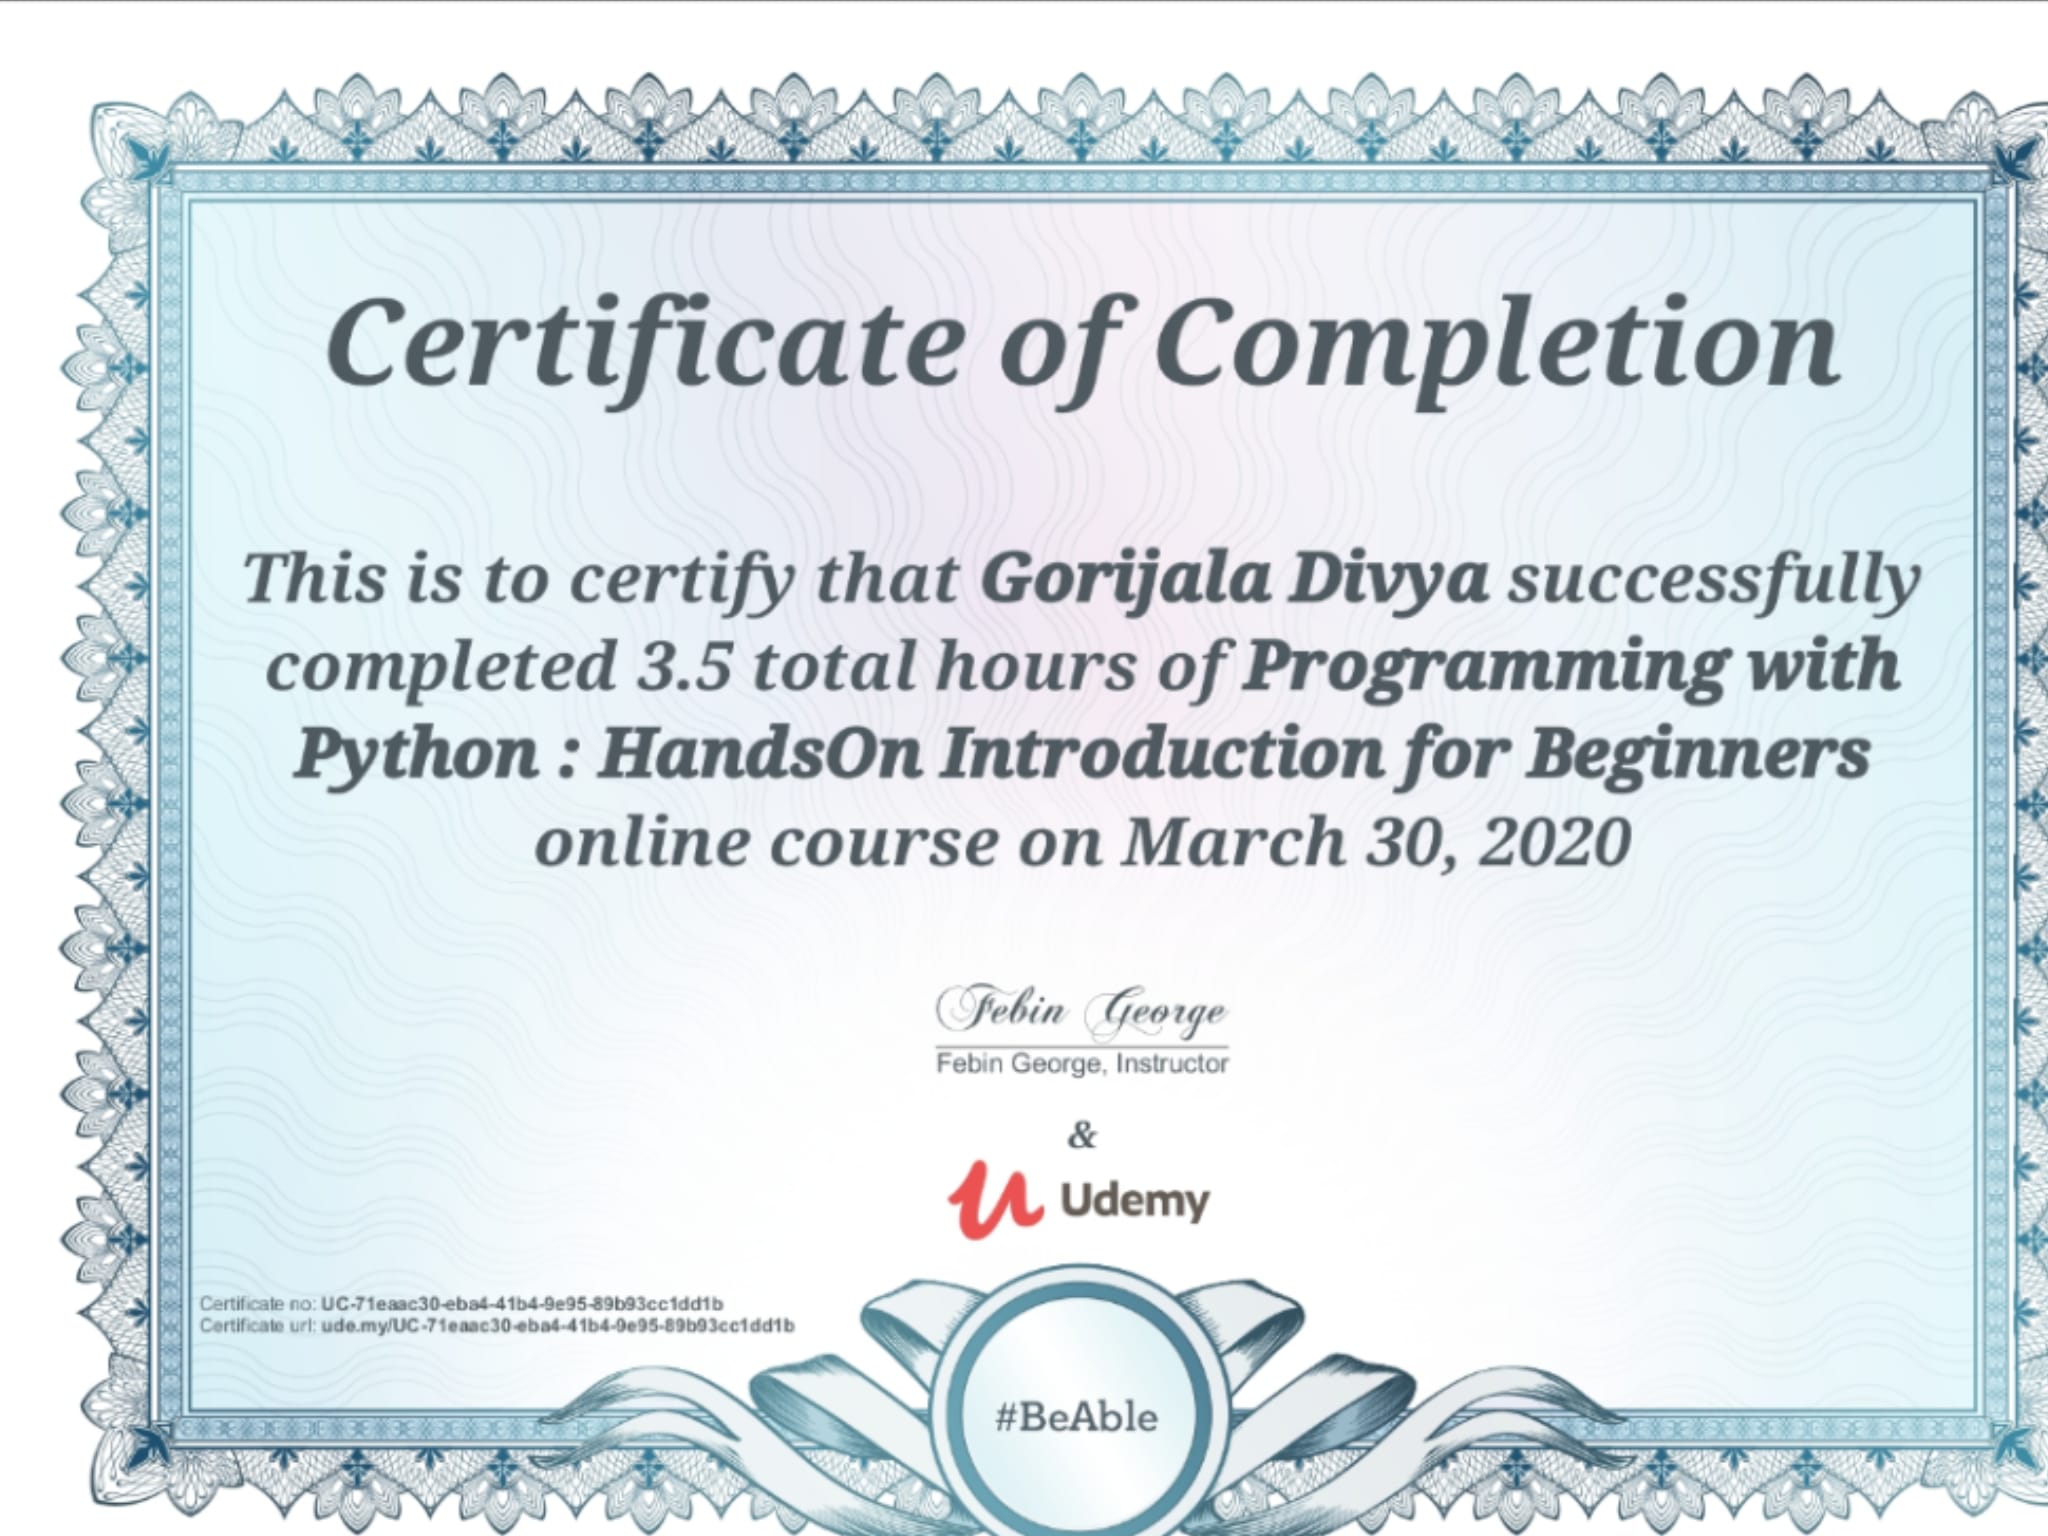 Certificate of Completion
This is to certify that Gorijala Divya successfully
completed 3.5 total hours of Programming with
Python : HandsOn Introduction for Beginners
online course on March 30, 2020
Febin George
Febin George, Instructor
&
Udemy
Certificate no: UC-71eaac30-eba4-41b4-9e95-89b93cc1dd1b
Certificate url: ude.my/UC-71eaac30-eba4-41b4-9e95-89b93cc1dd1b
#BeAble